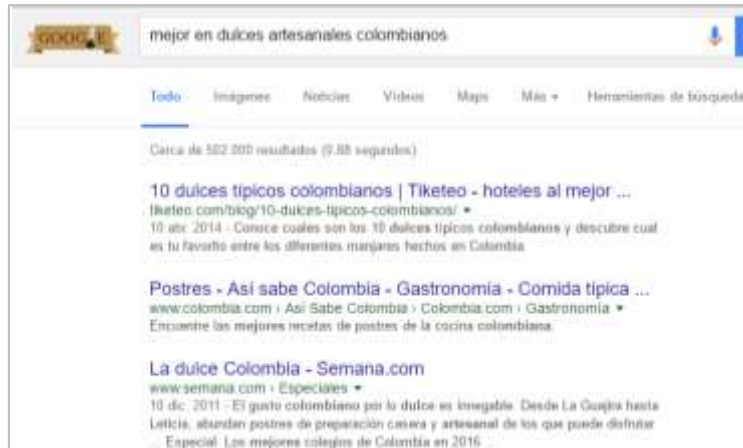 GOOG E
mejor en dulces artesanales colombianos
Todo Imágenes Noticias Vídeos Maps Más Herramientas de búsqueda
Cerca de 502.000 resultados (0,88 segundos)
10 dulces típicos colombianos | Tiketeo - hoteles al mejor ...
tiketeo.com/blog/10-dulces-tipicos-colombianos/
10 abr. 2014 - Conoce cuales son los 10 dulces típicos colombianos y descubre cual
es tu favorito entre los diferentes manjares hechos en Colombia.
Postres - Así sabe Colombia - Gastronomía - Comida típica ...
www.colombia.com › Así Sabe Colombia › Colombia.com › Gastronomía
Encuentre las mejores recetas de postres de la cocina colombiana.
La dulce Colombia - Semana.com
www.semana.com › Especiales
10 dic. 2011 - El gusto colombiano por lo dulce es innegable. Desde La Guajira hasta
Leticia, abundan postres de preparación casera y artesanal de los que puede disfrutar
... Especial. Los mejores colegios de Colombia en 2016 ...